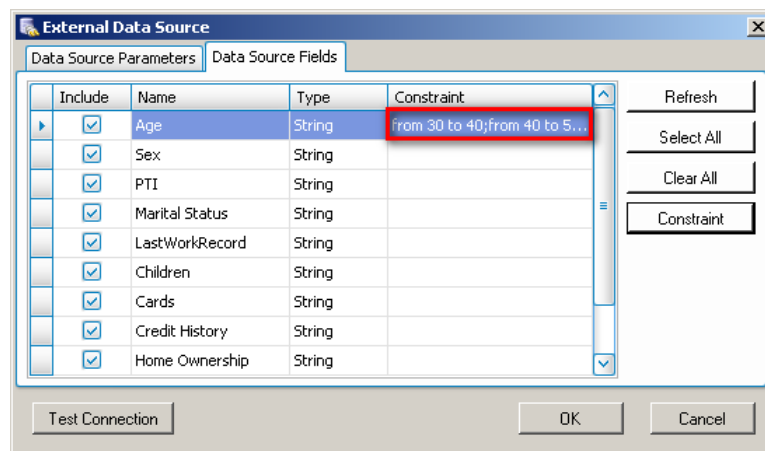 External Data Source
Data Source Parameters Data Source Fields
Include Name Type Constraint
Age String from 30 to 40;from 40 to 5...
Sex String
PTI String
Marital Status String
LastWorkRecord String
Children String
Cards String
Credit History String
Home Ownership String
Refresh
Select All
Clear All
Constraint
Test Connection OK Cancel